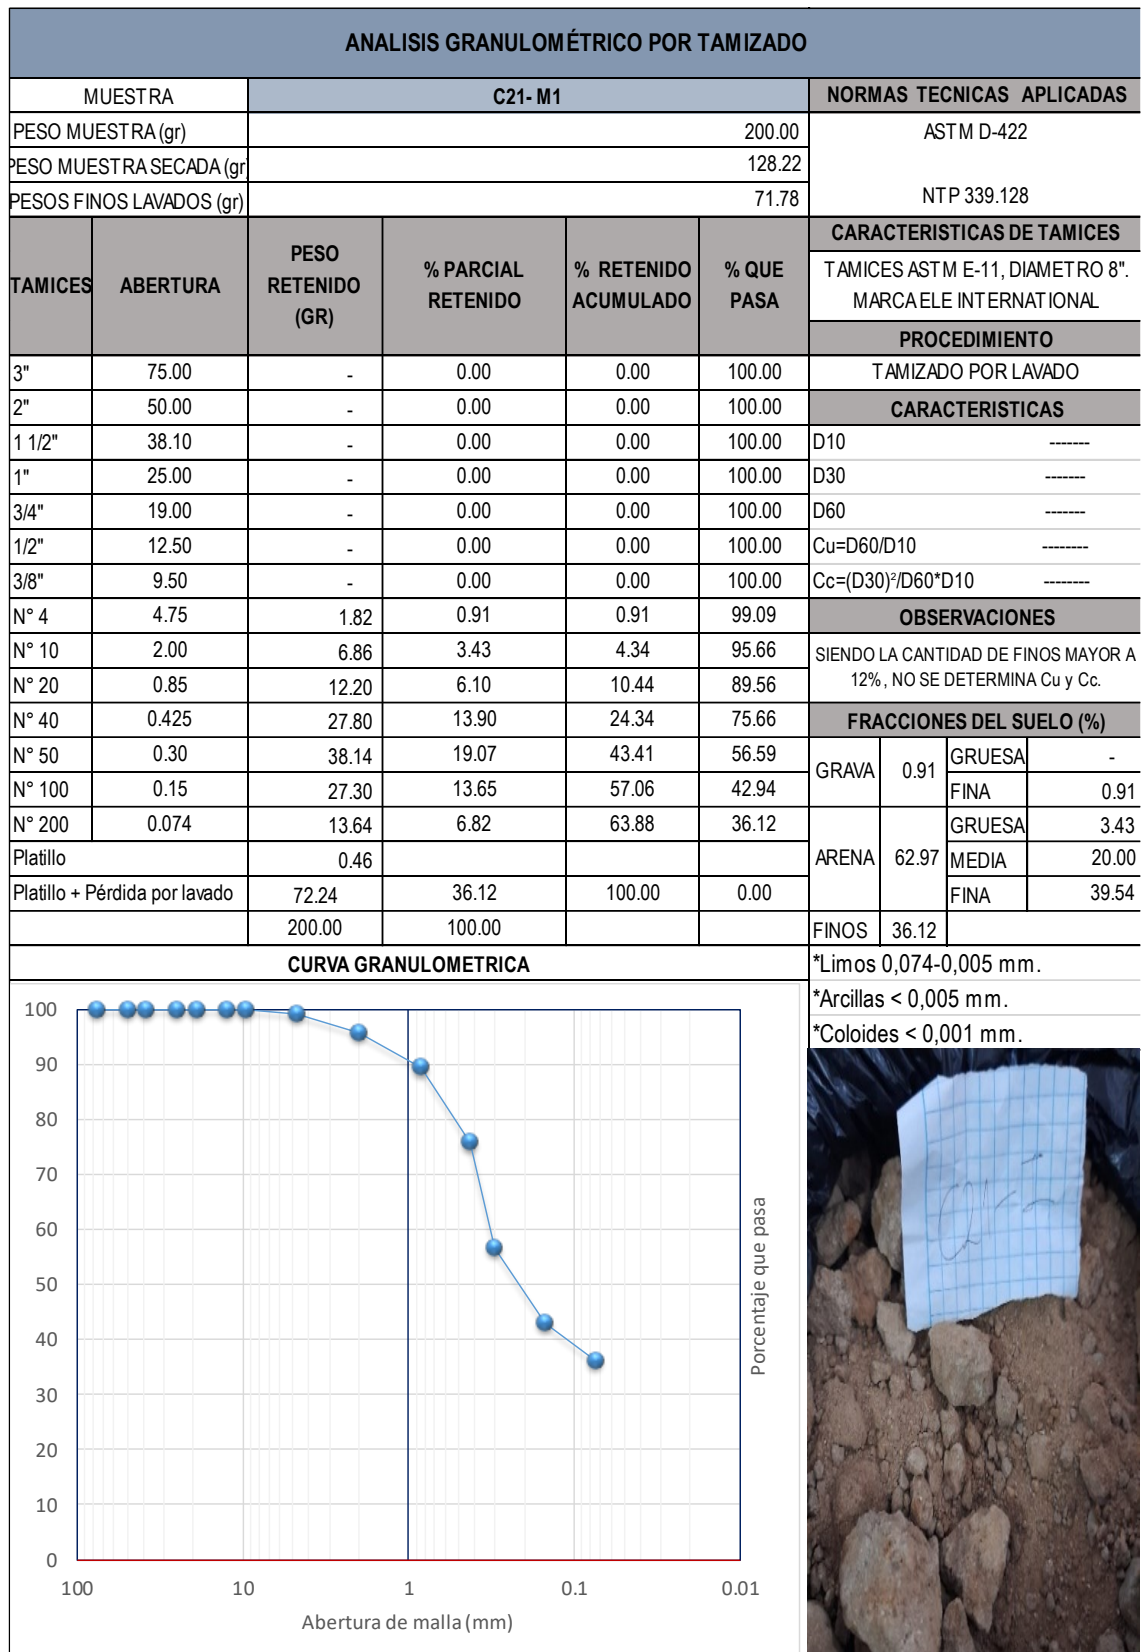 ANALISIS GRANULOMÉTRICO POR TAMIZADO
MUESTRA C21- M1 NORMAS TECNICAS APLICADAS
PESO MUESTRA (gr) 200.00 ASTM D-422
PESO MUESTRA SECADA (gr) 128.22
PESOS FINOS LAVADOS (gr) 71.78 NTP 339.128
TAMICES ABERTURA PESO RETENIDO (GR) % PARCIAL RETENIDO % RETENIDO ACUMULADO % QUE PASA
CARACTERISTICAS DE TAMICES
TAMICES ASTM E-11, DIAMETRO 8".
MARCA ELE INTERNATIONAL
PROCEDIMIENTO
3" 75.00 - 0.00 0.00 100.00 TAMIZADO POR LAVADO
2" 50.00 - 0.00 0.00 100.00 CARACTERISTICAS
1 1/2" 38.10 - 0.00 0.00 100.00 D10 -------
1" 25.00 - 0.00 0.00 100.00 D30 -------
3/4" 19.00 - 0.00 0.00 100.00 D60 -------
1/2" 12.50 - 0.00 0.00 100.00 Cu=D60/D10 --------
3/8" 9.50 - 0.00 0.00 100.00 Cc=(D30)²/D60*D10 --------
N° 4 4.75 1.82 0.91 0.91 99.09 OBSERVACIONES
N° 10 2.00 6.86 3.43 4.34 95.66 SIENDO LA CANTIDAD DE FINOS MAYOR A
N° 20 0.85 12.20 6.10 10.44 89.56 12%, NO SE DETERMINA Cu y Cc.
N° 40 0.425 27.80 13.90 24.34 75.66 FRACCIONES DEL SUELO (%)
N° 50 0.30 38.14 19.07 43.41 56.59 GRAVA 0.91 GRUESA -
N° 100 0.15 27.30 13.65 57.06 42.94 FINA 0.91
N° 200 0.074 13.64 6.82 63.88 36.12 GRUESA 3.43
Platillo 0.46 ARENA 62.97 MEDIA 20.00
Platillo + Pérdida por lavado 72.24 36.12 100.00 0.00 FINA 39.54
200.00 100.00 FINOS 36.12
CURVA GRANULOMETRICA *Limos 0,074-0,005 mm.
*Arcillas < 0,005 mm.
*Coloides < 0,001 mm.
100
90
80
70
60
50
40
30
20
10
0
100 10 1 0.1 0.01
Abertura de malla (mm)
Porcentaje que pasa